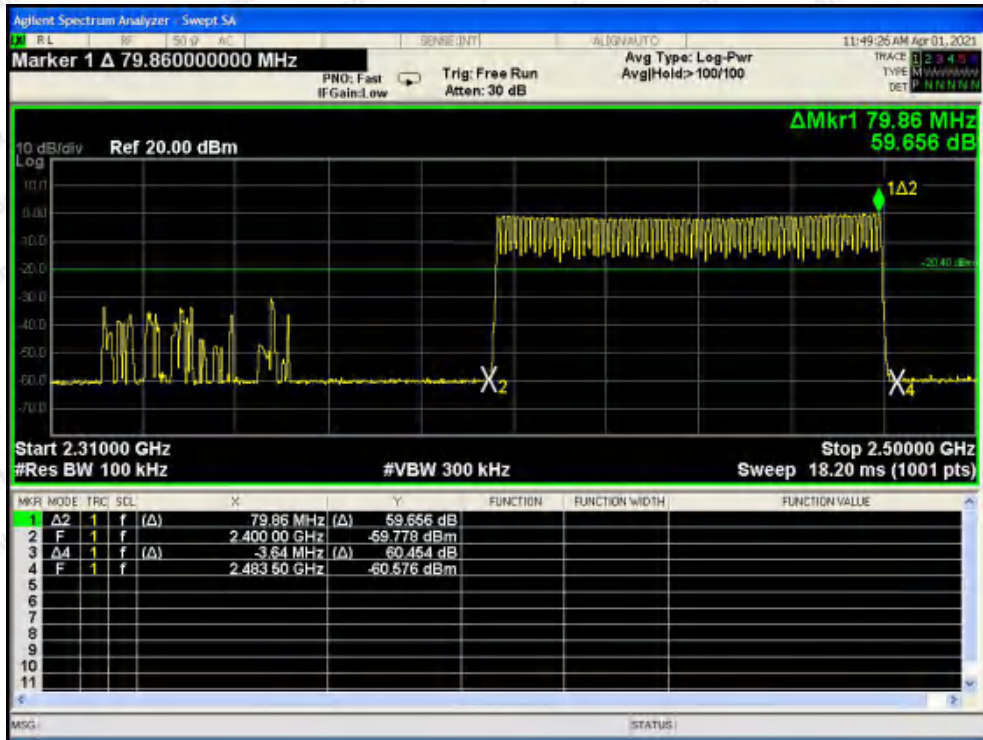 Agilent Spectrum Analyzer - Swept SA
RL RF 50 Ω AC SENSE:INT ALIGNAUTO 11:49:26 AM Apr 01, 2021
Marker 1 Δ 79.860000000 MHz
Avg Type: Log-Pwr
TRACE 1 2 3 4 5 6
PNO: Fast Trig: Free Run Avg|Hold:> 100/100
TYPE M
IFGain:Low Atten: 30 dB
DET P N N N N N
ΔMkr1 79.86 MHz
59.656 dB
10 dB/div Ref 20.00 dBm
Log
10.0
0.00
-10.0
-20.0
-30.0
-40.0
-50.0
-60.0
-70.0
1Δ2
-20.40 dBm
2
4
Start 2.31000 GHz Stop 2.50000 GHz
#Res BW 100 kHz #VBW 300 kHz Sweep 18.20 ms (1001 pts)
MKR MODE TRC SCL X Y FUNCTION FUNCTION WIDTH FUNCTION VALUE
1 Δ2 1 f (Δ) 79.86 MHz (Δ) 59.656 dB
2 F 1 f 2.400 00 GHz -59.778 dBm
3 Δ4 1 f (Δ) -3.64 MHz (Δ) 60.454 dB
4 F 1 f 2.483 50 GHz -60.576 dBm
5
6
7
8
9
10
11
MSG STATUS